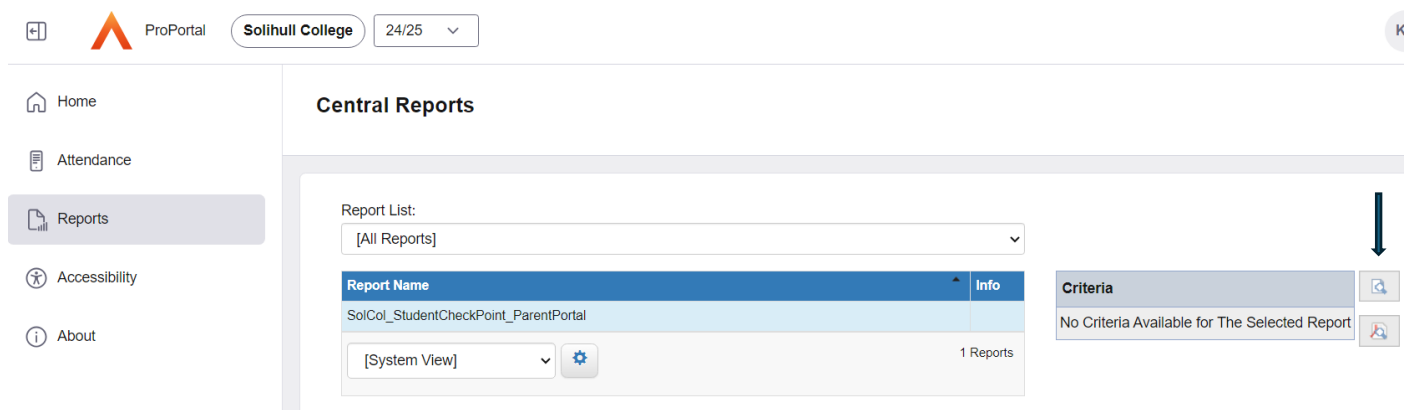 ProPortal
Solihull College
24/25
K
Home
Attendance
Reports
Accessibility
About
Central Reports
Report List:
[All Reports]
Report Name
Info
SolCol_StudentCheckPoint_ParentPortal
[System View]
1 Reports
Criteria
No Criteria Available for The Selected Report